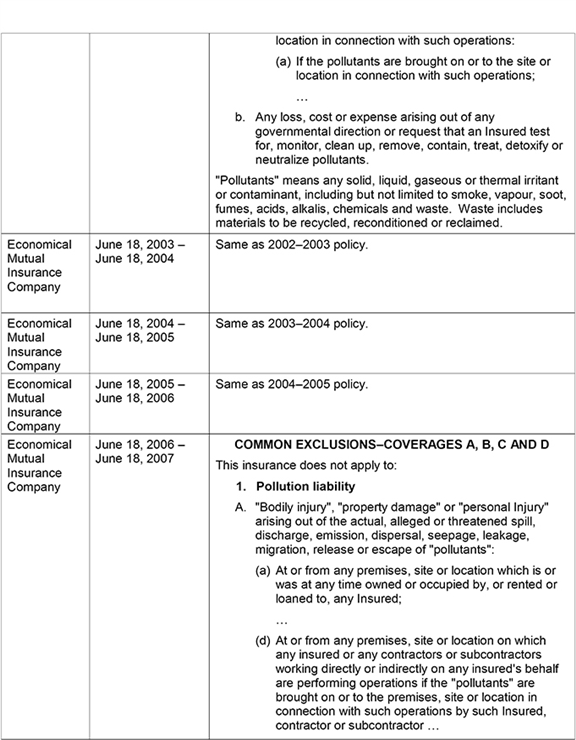 location in connection with such operations:
(a) If the pollutants are brought on or to the site or
location in connection with such operations;
…
b. Any loss, cost or expense arising out of any
governmental direction or request that an Insured test
for, monitor, clean up, remove, contain, treat, detoxify or
neutralize pollutants.
"Pollutants" means any solid, liquid, gaseous or thermal irritant
or contaminant, including but not limited to smoke, vapour, soot,
fumes, acids, alkalis, chemicals and waste.  Waste includes
materials to be recycled, reconditioned or reclaimed.
Economical
Mutual
Insurance
Company
June 18, 2003 –
June 18, 2004
Same as 2002–2003 policy.
Economical
Mutual
Insurance
Company
June 18, 2004 –
June 18, 2005
Same as 2003–2004 policy.
Economical
Mutual
Insurance
Company
June 18, 2005 –
June 18, 2006
Same as 2004–2005 policy.
Economical
Mutual
Insurance
Company
June 18, 2006 –
June 18, 2007
COMMON EXCLUSIONS–COVERAGES A, B, C AND D
This insurance does not apply to:
1. Pollution liability
A. "Bodily injury", "property damage" or "personal Injury"
arising out of the actual, alleged or threatened spill,
discharge, emission, dispersal, seepage, leakage,
migration, release or escape of "pollutants":
(a) At or from any premises, site or location which is or
was at any time owned or occupied by, or rented or
loaned to, any Insured;
…
(d) At or from any premises, site or location on which
any insured or any contractors or subcontractors
working directly or indirectly on any insured's behalf
are performing operations if the "pollutants" are
brought on or to the premises, site or location in
connection with such operations by such Insured,
contractor or subcontractor …